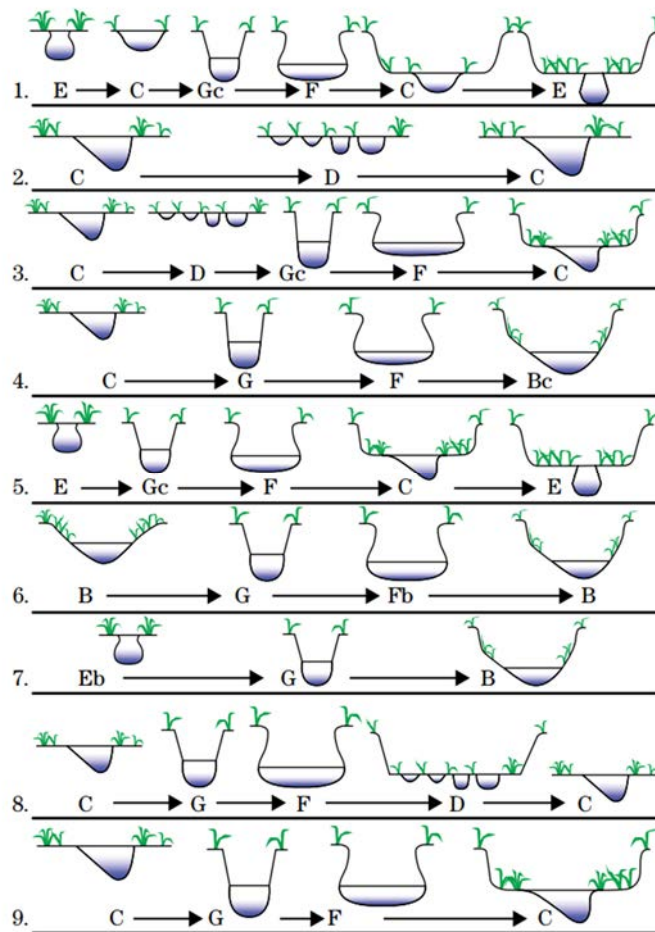 1. E C Gc F C E
2. C D C
3. C D Gc F C
4. C G F Bc
5. E Gc F C E
6. B G Fb B
7. Eb G B
8. C G F D C
9. C G F C